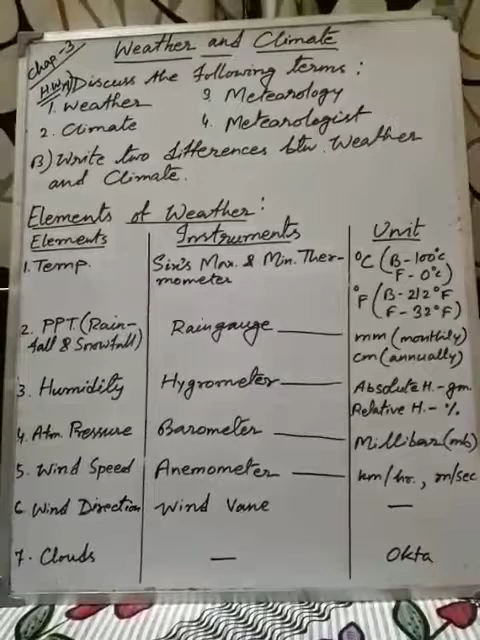 Chap. 3
Weather and Climate
H.W. A) Discuss the following terms:
1. Weather 3. Meteorology
2. Climate 4. Meteorologist
B) Write two differences btw. Weather
and Climate.
Elements of Weather:
Elements Instruments Unit
1. Temp. Six's Max. & Min. Ther-
mometer
°C (B-100°C
F-0°C)
°F (B-212°F
F-32°F)
2. PPT (Rain-
fall & Snowfall) Raingauge mm (monthly)
cm (annually)
3. Humidity Hygrometer Absolute H.-gm.
Relative H.-%
4. Atm. Pressure Barometer Millibar (mb)
5. Wind Speed Anemometer km/hr., m/sec
6. Wind Direction Wind Vane —
7. Clouds — Okta